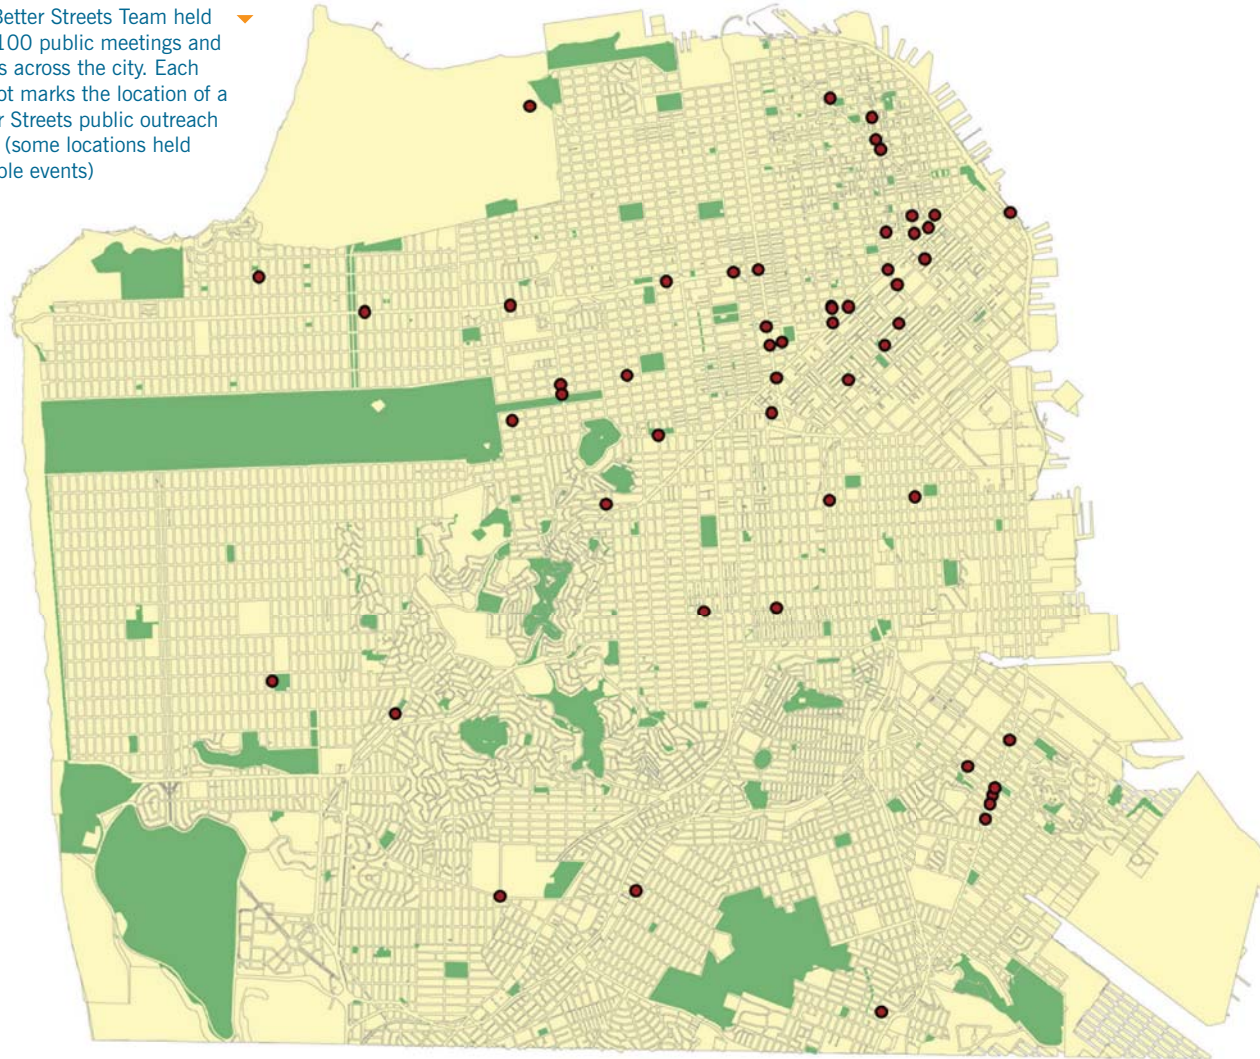 Better Streets Team held
100 public meetings and
s across the city. Each
ot marks the location of a
r Streets public outreach
(some locations held
ple events)